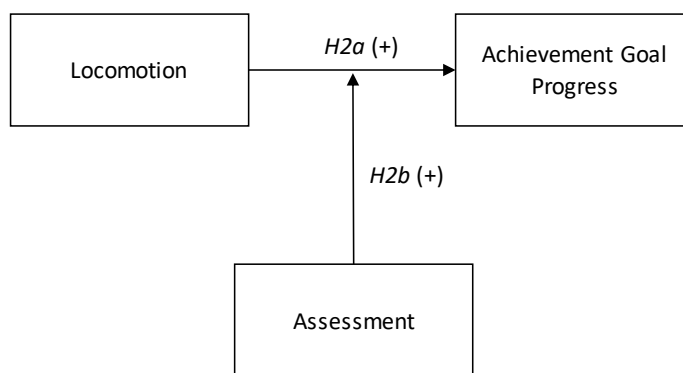 H2a (+)
Locomotion
Achievement Goal
Progress
H2b (+)
Assessment